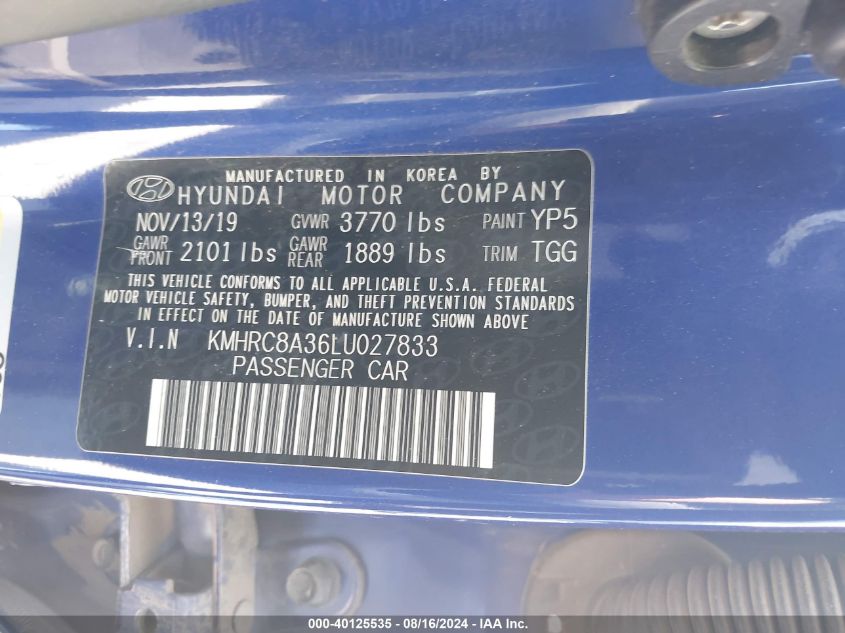 MANUFACTURED IN KOREA BY
HYUNDAI MOTOR COMPANY
NOV/13/19 GVWR 3770 lbs PAINT YP5
GAWR FRONT 2101 lbs GAWR REAR 1889 lbs TRIM TGG
THIS VEHICLE CONFORMS TO ALL APPLICABLE U.S.A. FEDERAL
MOTOR VEHICLE SAFETY, BUMPER, AND THEFT PREVENTION STANDARDS
IN EFFECT ON THE DATE OF MANUFACTURE SHOWN ABOVE
V.I.N KMHRC8A36LU027833
PASSENGER CAR
000-40125535 - 08/16/2024 - IAA Inc.